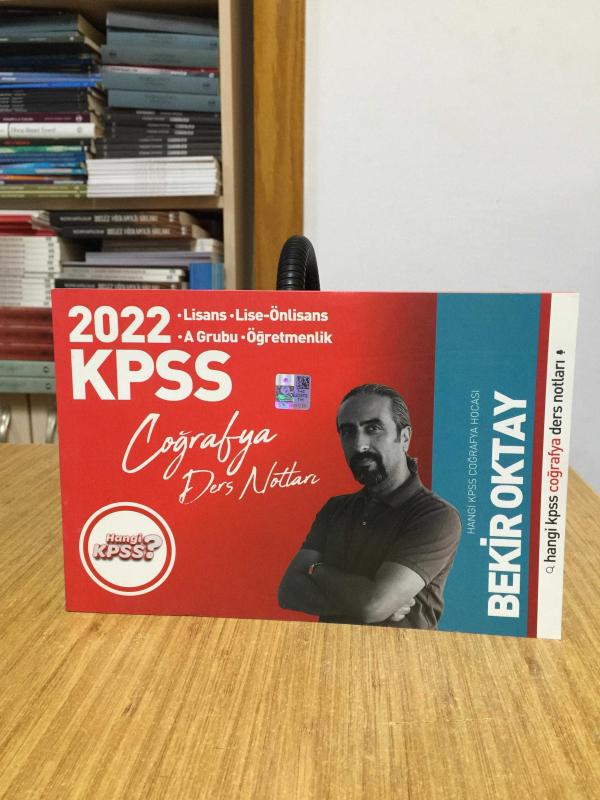 2022
KPSS
• Lisans • Lise-Önlisans
• A Grubu • Öğretmenlik
Coğrafya
Ders Notları
Hangi
KPSS?
HANGİ KPSS COĞRAFYA HOCASI
BEKİR OKTAY
hangi kpss coğrafya ders notları